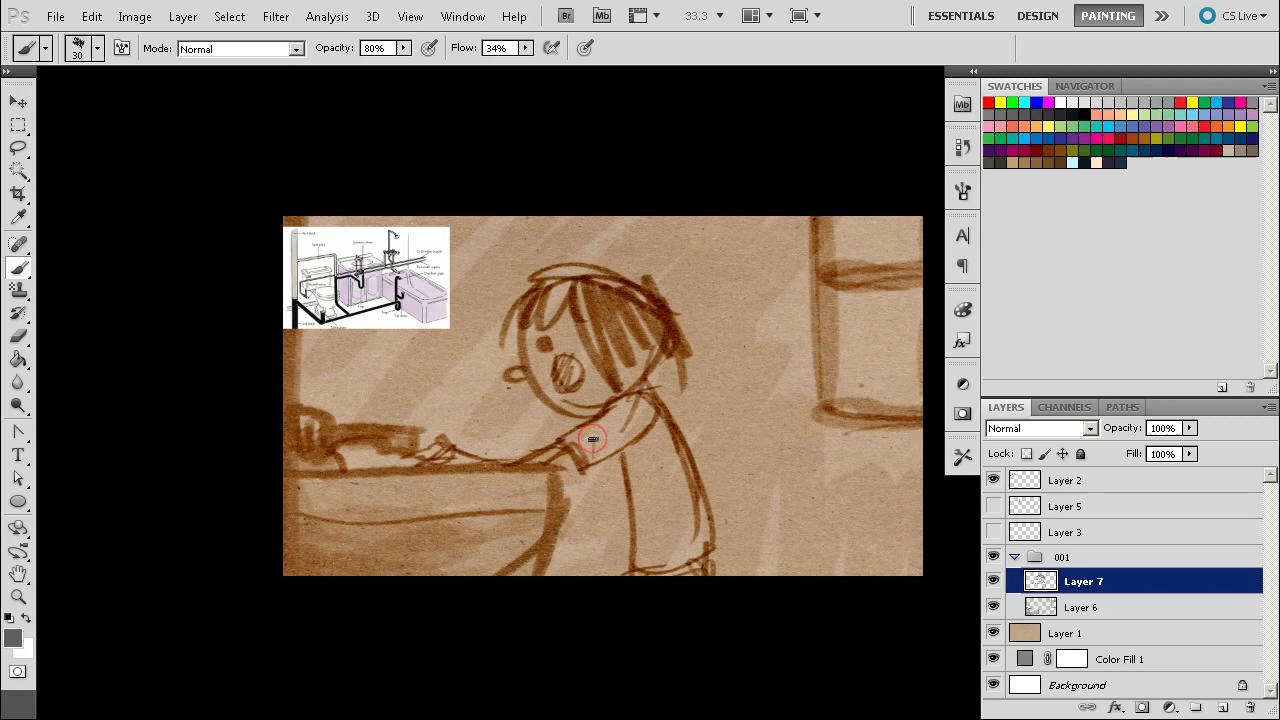 Ps File Edit Image Layer Select Filter Analysis 3D View Window Help Br Mb 33. ESSENTIALS DESIGN PAINTING CS Live
30 Mode: Normal Opacity: 80% Flow: 34%
SWATCHES NAVIGATOR
Mb
LAYERS CHANNELS PATHS
Normal Opacity: 100%
Lock: Fill: 100%
Layer 2
Layer 5
Layer 3
001
Layer 7
Layer 6
Layer 1
Color Fill 1
Background